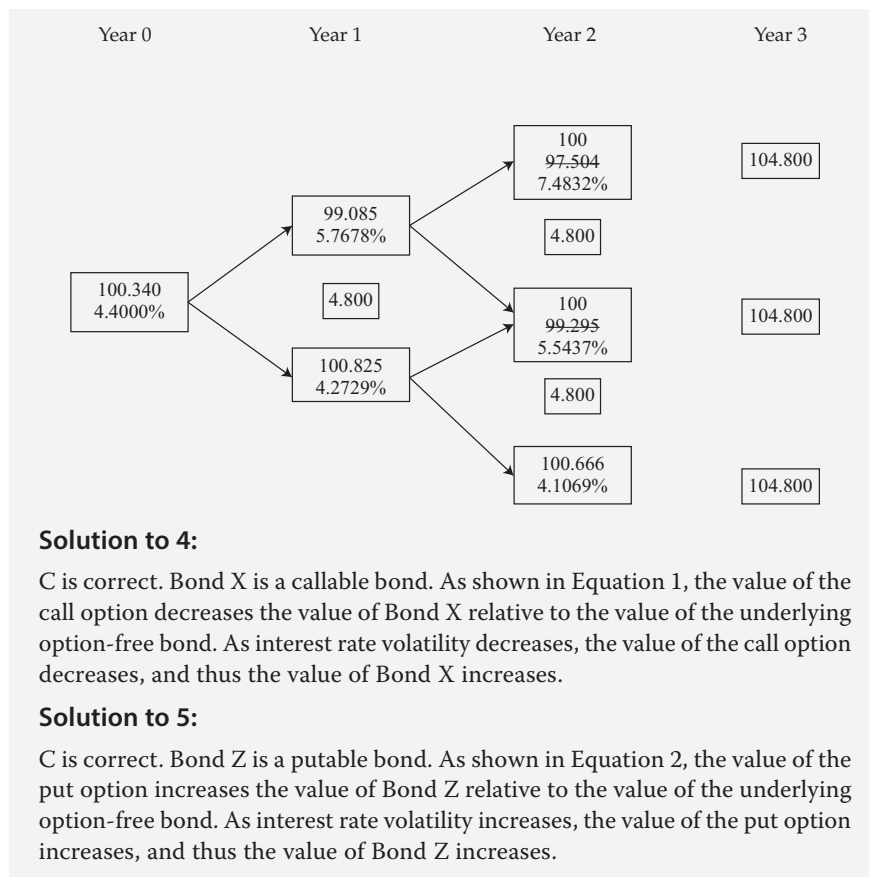 Year 0 Year 1 Year 2 Year 3
100
97.504
7.4832%
104.800
99.085
5.7678%
4.800
100.340
4.4000%
4.800
100
99.295
5.5437%
104.800
100.825
4.2729%
4.800
100.666
4.1069%
104.800
Solution to 4:
C is correct. Bond X is a callable bond. As shown in Equation 1, the value of the
call option decreases the value of Bond X relative to the value of the underlying
option-free bond. As interest rate volatility decreases, the value of the call option
decreases, and thus the value of Bond X increases.
Solution to 5:
C is correct. Bond Z is a putable bond. As shown in Equation 2, the value of the
put option increases the value of Bond Z relative to the value of the underlying
option-free bond. As interest rate volatility increases, the value of the put option
increases, and thus the value of Bond Z increases.